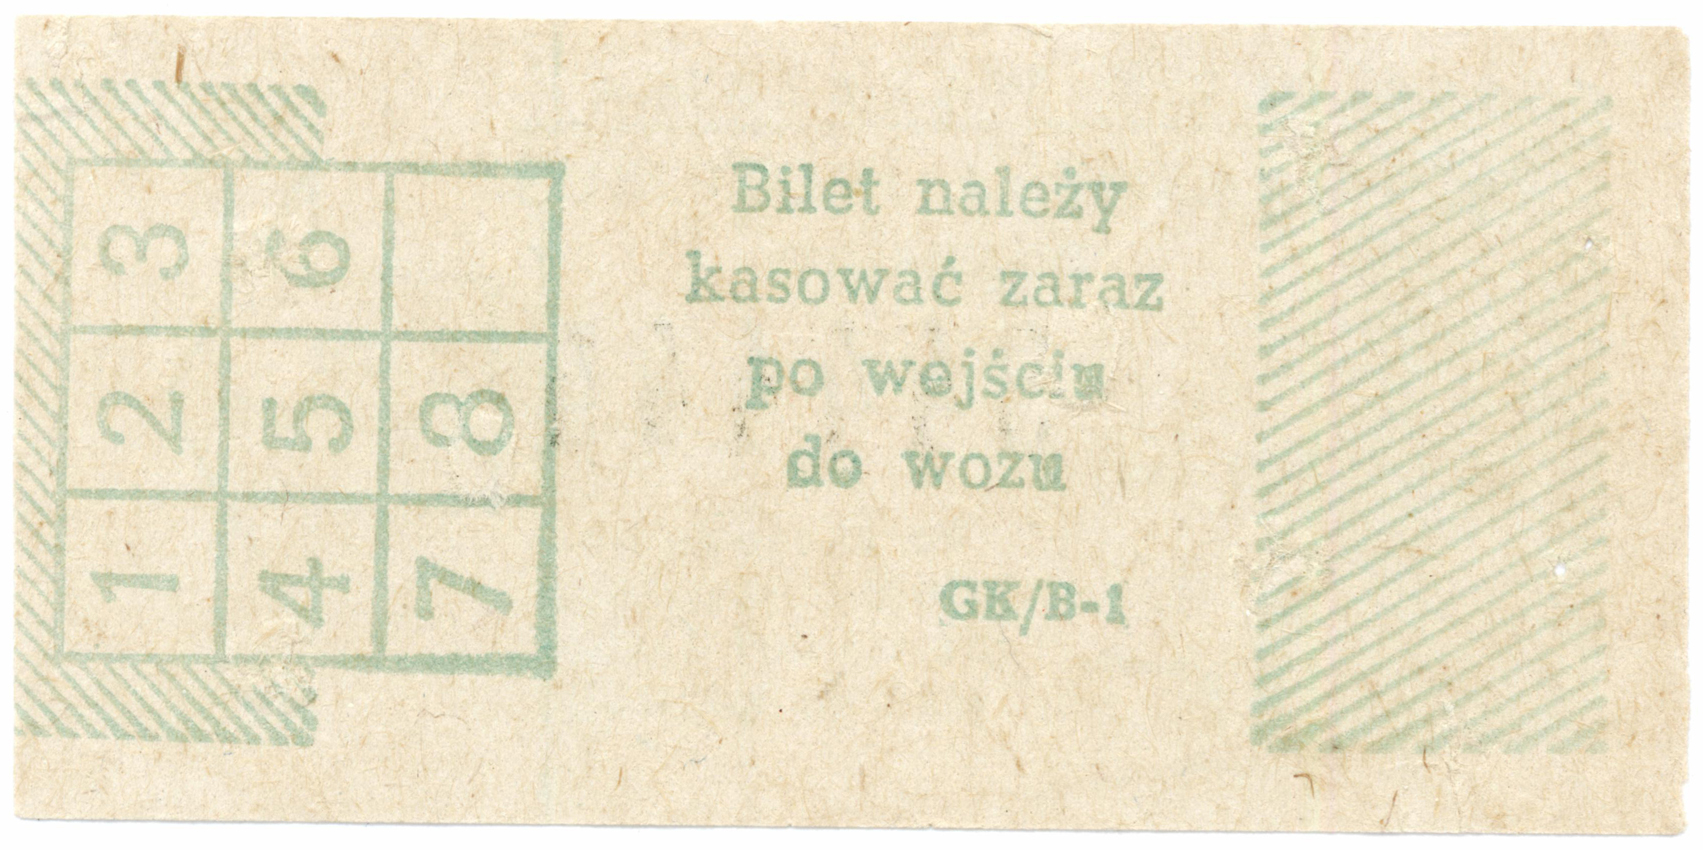 3 6
2 5 8
1 4 7
Bilet należy
kasować zaraz
po wejściu
do wozu
GK/B-1